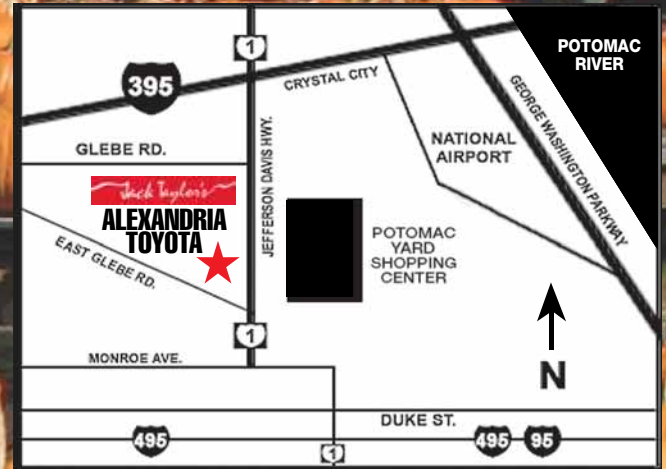 1
POTOMAC
RIVER
395
CRYSTAL CITY
GLEBE RD.
JEFFERSON DAVIS HWY.
NATIONAL
AIRPORT
GEORGE WASHINGTON PARKWAY
Jack Taylor's
ALEXANDRIA
TOYOTA
EAST GLEBE RD.
POTOMAC
YARD
SHOPPING
CENTER
1
MONROE AVE.
N
DUKE ST.
495
1
495
95